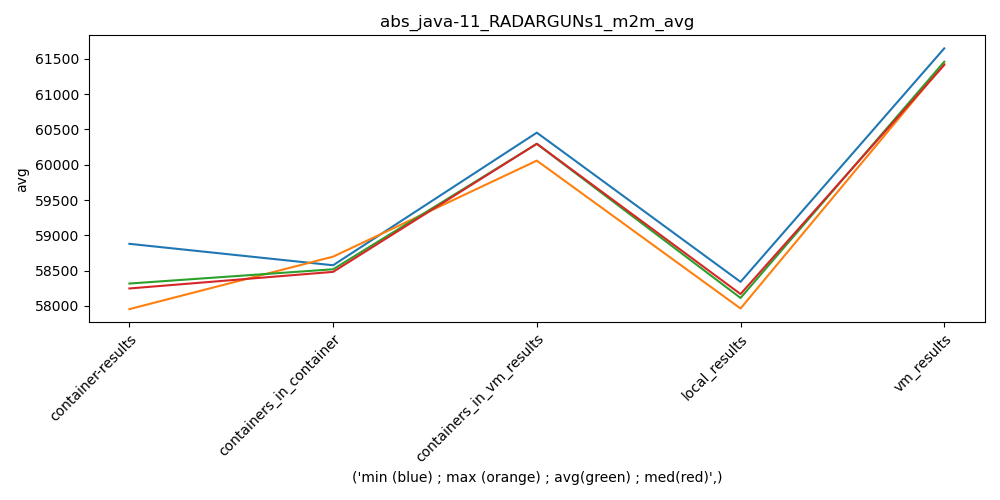 abs_java-11_RADARGUNs1_m2m_avg
avg
61500
61000
60500
60000
59500
59000
58500
58000
container-results
containers_in_container
containers_in_vm_results
local_results
vm_results
('min (blue) ; max (orange) ; avg(green) ; med(red)',)